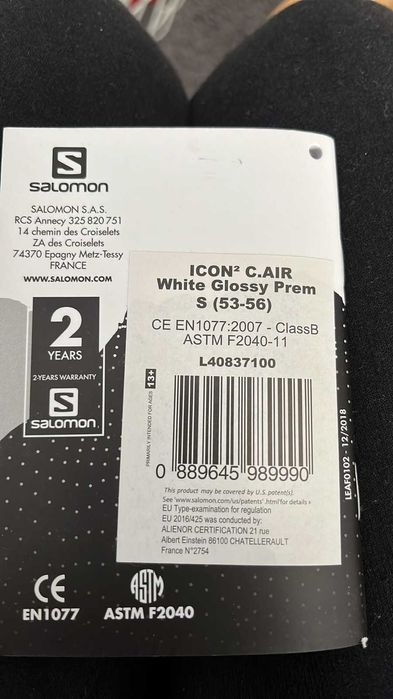 SALOMON
SALOMON S.A.S.
RCS Annecy 325 820 751
14 chemin des Croiselets
ZA des Croiselets
74370 Epagny Metz-Tessy
FRANCE
WWW.SALOMON.COM
2
YEARS
2-YEARS WARRANTY
SALOMON
ICON² C.AIR
White Glossy Prem
S (53-56)
CE EN1077:2007 - ClassB
ASTM F2040-11
L40837100
PRIMARILY INTENDED FOR AGES 13+
0 889645 989990
This product may be covered by U.S. patent(s).
See 'www.salomon.com/us/patents'.html'for details
EU Type-examination for regulation
EU 2016/425 was conducted by:
ALIENOR CERTIFICATION 21 rue
Albert Einstein 86100 CHATELLERAULT
France N°2754
LEAF0102 - 12/2018
CE
EN1077
ASTM
ASTM F2040